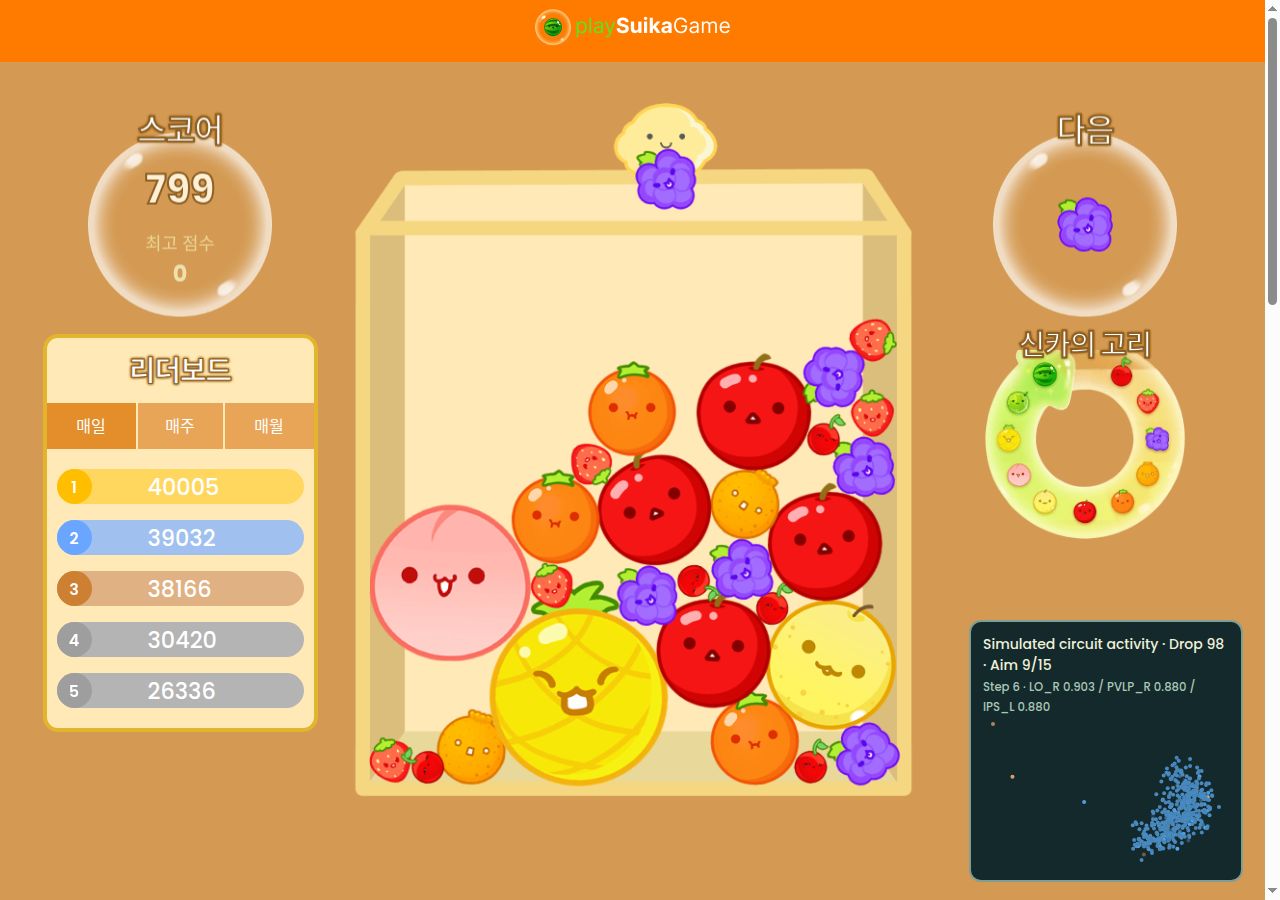 playSuikaGame
스코어
799
최고 점수
0
다음
리더보드
매일 매주 매월
1 40005
2 39032
3 38166
4 30420
5 26336
신카의 고리
Simulated circuit activity · Drop 98
· Aim 9/15
Step 6 · LO_R 0.903 / PVLP_R 0.880 /
IPS_L 0.880